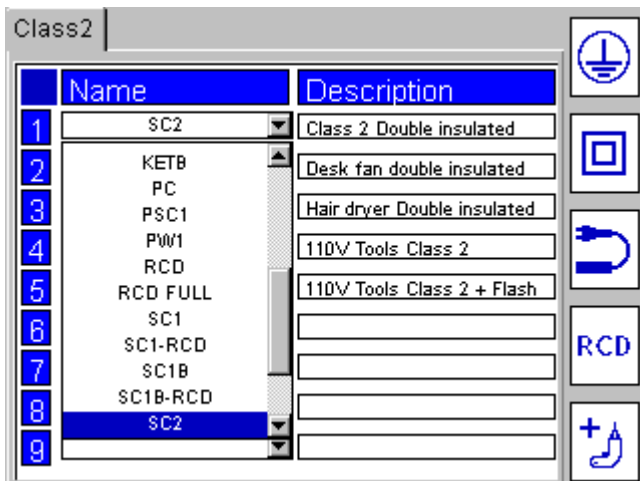 Class2
Name Description
1 SC2 Class 2 Double insulated
2 KETB Desk fan double insulated
PC
3 PSC1 Hair dryer Double insulated
4 PW1 110V Tools Class 2
RCD
5 RCD FULL 110V Tools Class 2 + Flash
6 SC1
SC1-RCD
RCD
7 SC1B
8 SC1B-RCD
SC2
9